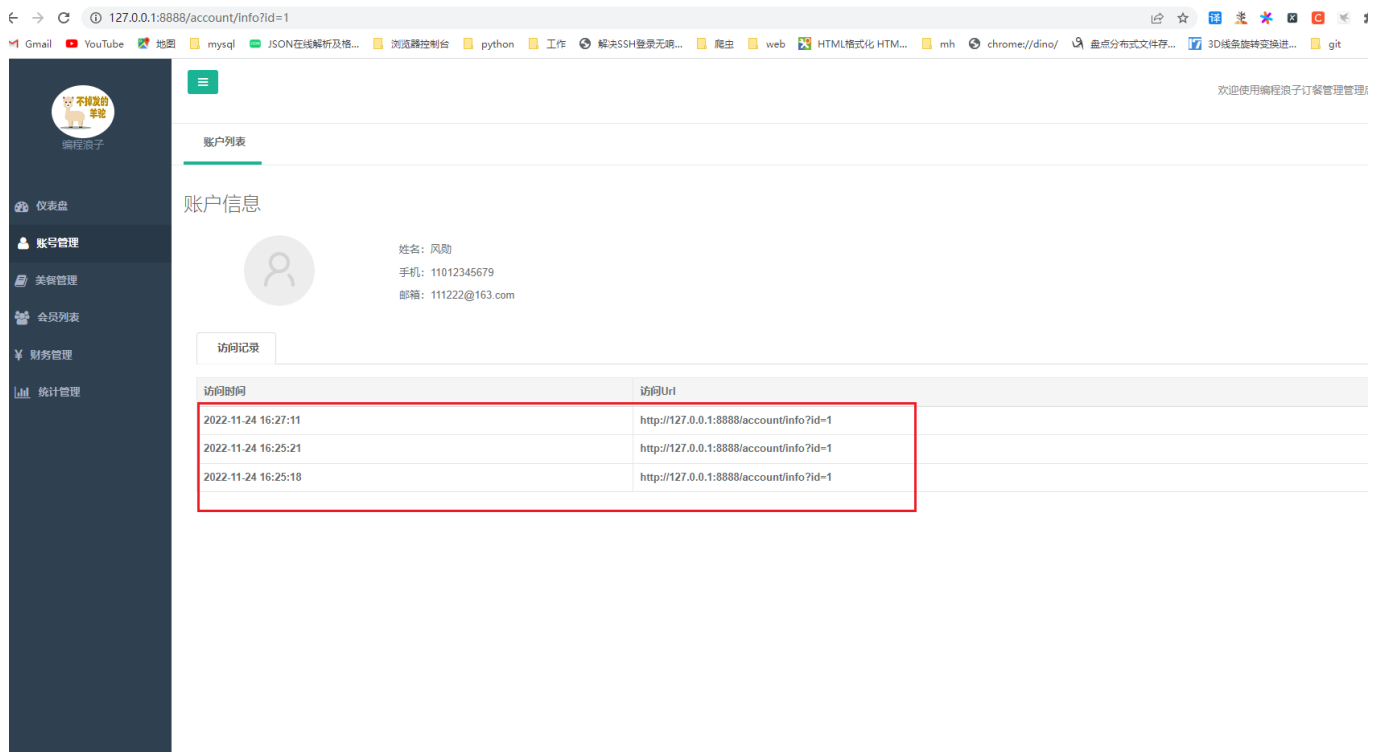 127.0.0.1:8888/account/info?id=1
Gmail YouTube 地图 mysql JSON在线解析及格... 浏览器控制台 python 工作 解决SSH登录无响... 爬虫 web HTML格式化 HTM... mh chrome://dino/ 盘点分布式文件存... 3D线条旋转变换进... git
不掉发的
羊驼
编程浪子
欢迎使用编程浪子订餐管理管理
账户列表
仪表盘
账号管理
美餐管理
会员列表
财务管理
统计管理
账户信息
姓名：风勋
手机：11012345679
邮箱：111222@163.com
访问记录
访问时间 访问Url
2022-11-24 16:27:11 http://127.0.0.1:8888/account/info?id=1
2022-11-24 16:25:21 http://127.0.0.1:8888/account/info?id=1
2022-11-24 16:25:18 http://127.0.0.1:8888/account/info?id=1